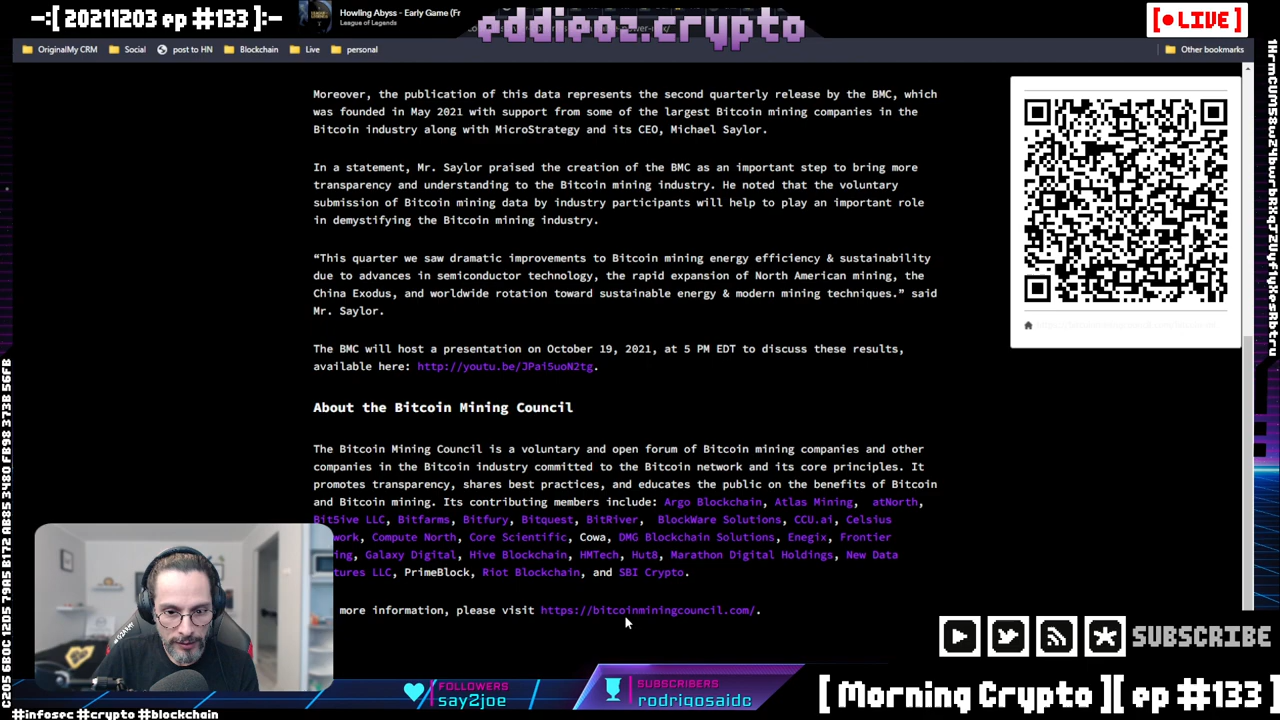 -:[ 20211203 ep #133 ]:-
Howling Abyss - Early Game (Fr
League of Legends
eddieoz.crypto
[●LIVE]
OriginalMy CRM
Social
post to HN
Blockchain
Live
personal
Other bookmarks
Moreover, the publication of this data represents the second quarterly release by the BMC, which
was founded in May 2021 with support from some of the largest Bitcoin mining companies in the
Bitcoin industry along with MicroStrategy and its CEO, Michael Saylor.
In a statement, Mr. Saylor praised the creation of the BMC as an important step to bring more
transparency and understanding to the Bitcoin mining industry. He noted that the voluntary
submission of Bitcoin mining data by industry participants will help to play an important role
in demystifying the Bitcoin mining industry.
“This quarter we saw dramatic improvements to Bitcoin mining energy efficiency & sustainability
due to advances in semiconductor technology, the rapid expansion of North American mining, the
China Exodus, and worldwide rotation toward sustainable energy & modern mining techniques.” said
Mr. Saylor.
The BMC will host a presentation on October 19, 2021, at 5 PM EDT to discuss these results,
available here: http://youtu.be/JPai5uoN2tg.
About the Bitcoin Mining Council
The Bitcoin Mining Council is a voluntary and open forum of Bitcoin mining companies and other
companies in the Bitcoin industry committed to the Bitcoin network and its core principles. It
promotes transparency, shares best practices, and educates the public on the benefits of Bitcoin
and Bitcoin mining. Its contributing members include: Argo Blockchain, Atlas Mining, atNorth,
Bit5ive LLC, Bitfarms, Bitfury, Bitquest, BitRiver, BlockWare Solutions, CCU.ai, Celsius
work, Compute North, Core Scientific, Cowa, DMG Blockchain Solutions, Enegix, Frontier
ing, Galaxy Digital, Hive Blockchain, HMTech, Hut8, Marathon Digital Holdings, New Data
tures LLC, PrimeBlock, Riot Blockchain, and SBI Crypto.
more information, please visit https://bitcoinminingcouncil.com/.
SUBSCRIBE
FOLLOWERS
say2joe
SUBSCRIBERS
rodrigosaidc
[ Morning Crypto ][ ep #133 ]
#infosec #crypto #blockchain